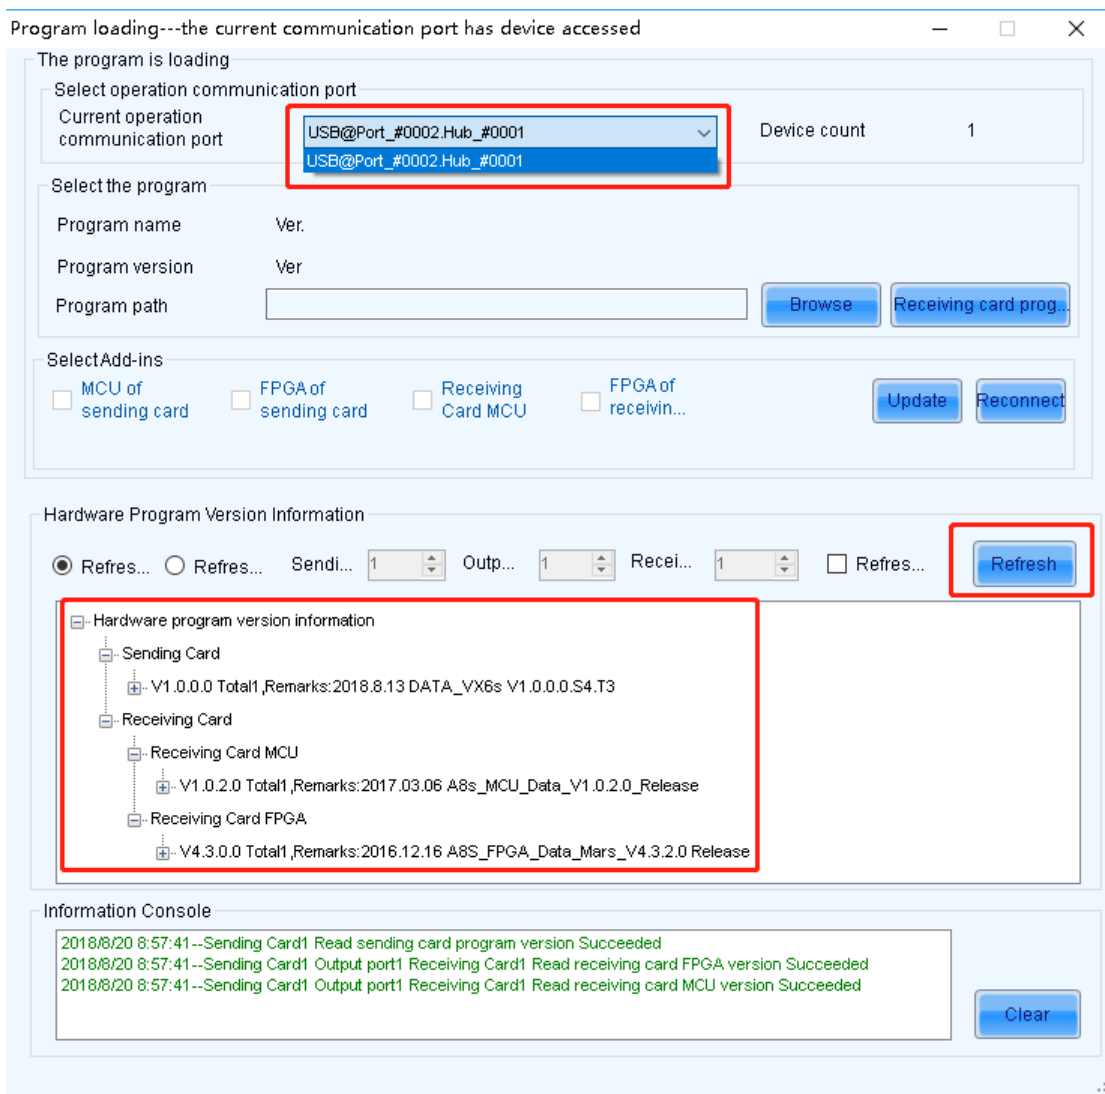 Program loading---the current communication port has device accessed
The program is loading
Select operation communication port
Current operation
communication port
USB@Port_#0002.Hub_#0001
USB@Port_#0002.Hub_#0001
Device count 1
Select the program
Program name Ver.
Program version Ver
Program path
Browse
Receiving card prog...
Select Add-ins
MCU of
sending card
FPGA of
sending card
Receiving
Card MCU
FPGA of
receivin...
Update
Reconnect
Hardware Program Version Information
Refres... Refres... Sendi... 1 Outp... 1 Recei... 1 Refres... Refresh
Hardware program version information
Sending Card
V1.0.0.0 Total1,Remarks:2018.8.13 DATA_VX6s V1.0.0.0.S4.T3
Receiving Card
Receiving Card MCU
V1.0.2.0 Total1,Remarks:2017.03.06 A8s_MCU_Data_V1.0.2.0_Release
Receiving Card FPGA
V4.3.0.0 Total1,Remarks:2016.12.16 A8S_FPGA_Data_Mars_V4.3.2.0 Release
Information Console
2018/8/20 8:57:41--Sending Card1 Read sending card program version Succeeded
2018/8/20 8:57:41--Sending Card1 Output port1 Receiving Card1 Read receiving card FPGA version Succeeded
2018/8/20 8:57:41--Sending Card1 Output port1 Receiving Card1 Read receiving card MCU version Succeeded
Clear